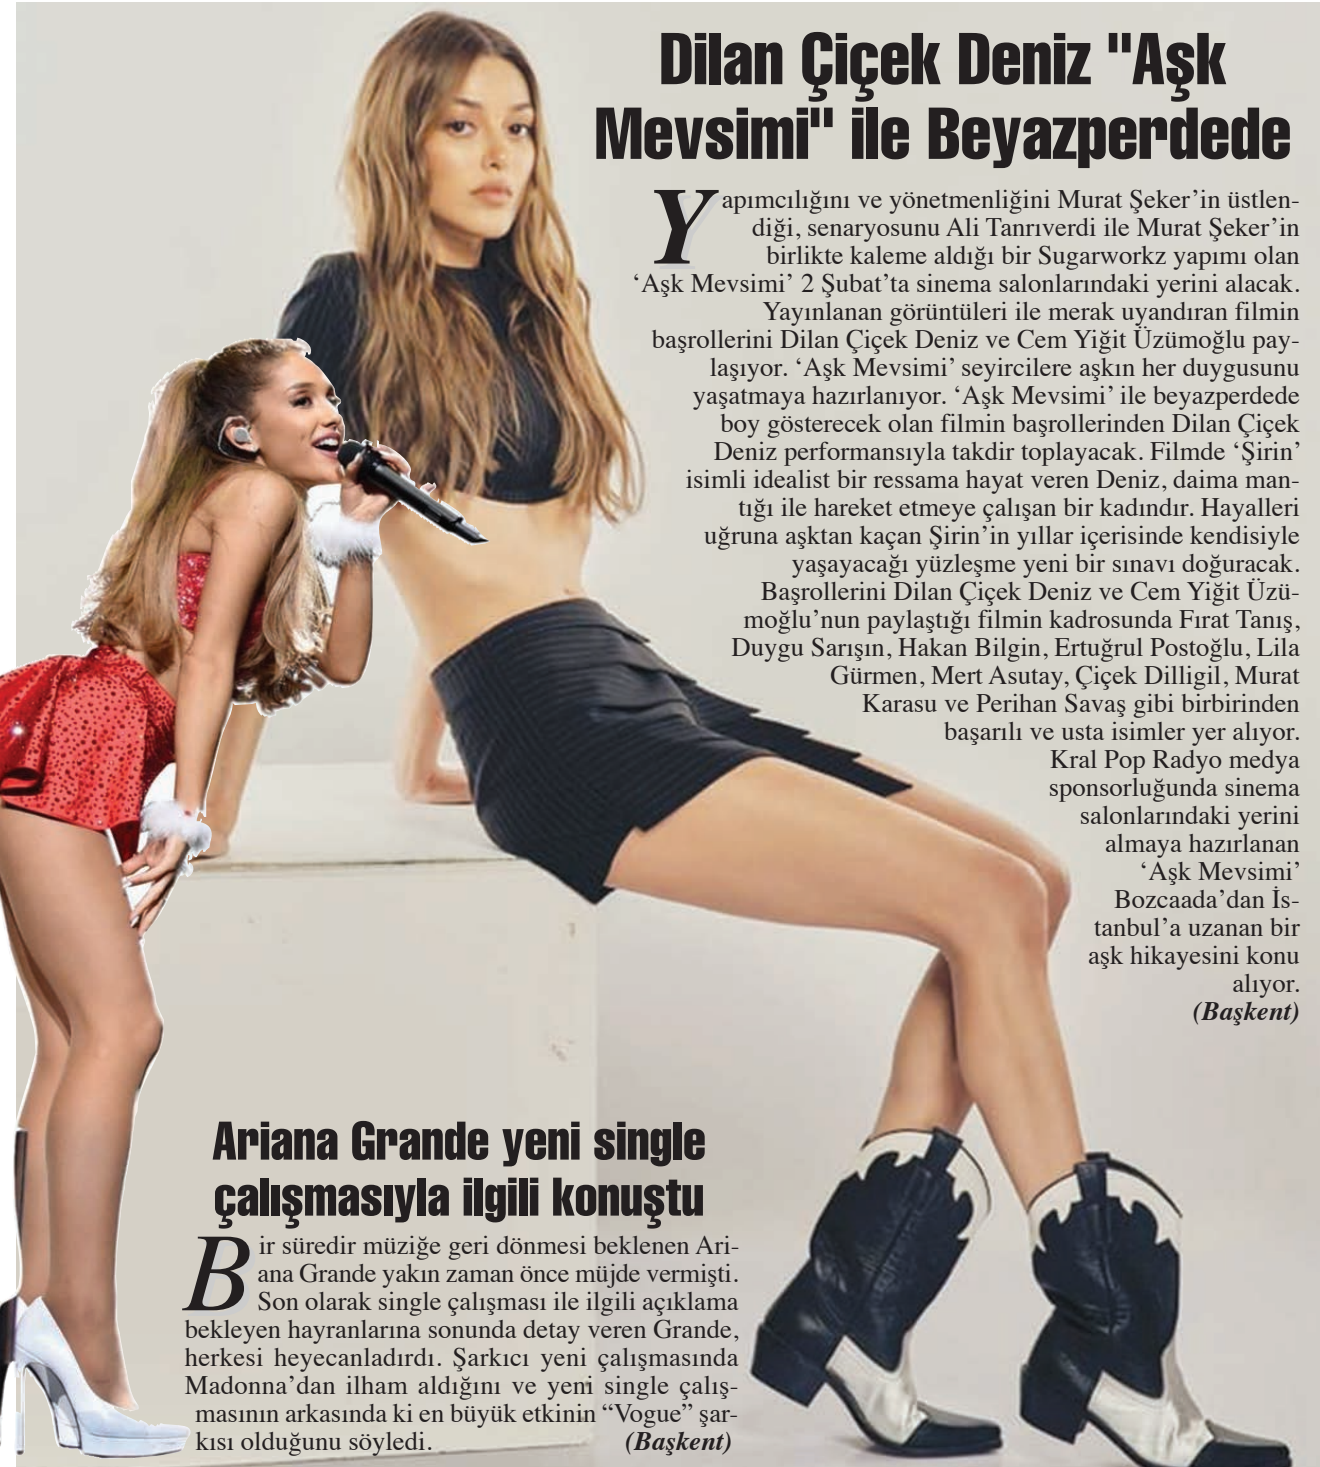 Dilan Çiçek Deniz "Aşk
Mevsimi" ile Beyazperdede
Yapımcılığını ve yönetmenliğini Murat Şeker’in üstlen-
diği, senaryosunu Ali Tanrıverdi ile Murat Şeker’in
birlikte kaleme aldığı bir Sugarworkz yapımı olan
‘Aşk Mevsimi’ 2 Şubat’ta sinema salonlarındaki yerini alacak.
Yayınlanan görüntüleri ile merak uyandıran filmin
başrollerini Dilan Çiçek Deniz ve Cem Yiğit Üzümoğlu pay-
laşıyor. ‘Aşk Mevsimi’ seyircilere aşkın her duygusunu
yaşatmaya hazırlanıyor. ‘Aşk Mevsimi’ ile beyazperdede
boy gösterecek olan filmin başrollerinden Dilan Çiçek
Deniz performansıyla takdir toplayacak. Filmde ‘Şirin’
isimli idealist bir ressama hayat veren Deniz, daima man-
tığı ile hareket etmeye çalışan bir kadındır. Hayalleri
uğruna aşktan kaçan Şirin’in yıllar içerisinde kendisiyle
yaşayacağı yüzleşme yeni bir sınavı doğuracak.
Başrollerini Dilan Çiçek Deniz ve Cem Yiğit Üzü-
moğlu’nun paylaştığı filmin kadrosunda Fırat Tanış,
Duygu Sarışın, Hakan Bilgin, Ertuğrul Postoğlu, Lila
Gürmen, Mert Asutay, Çiçek Dilligil, Murat
Karasu ve Perihan Savaş gibi birbirinden
başarılı ve usta isimler yer alıyor.
Kral Pop Radyo medya
sponsorluğunda sinema
salonlarındaki yerini
almaya hazırlanan
‘Aşk Mevsimi’
Bozcaada’dan İs-
tanbul’a uzanan bir
aşk hikayesini konu
alıyor.
(Başkent)
Ariana Grande yeni single
çalışmasıyla ilgili konuştu
Bir süredir müziğe geri dönmesi beklenen Ari-
ana Grande yakın zaman önce müjde vermişti.
Son olarak single çalışması ile ilgili açıklama
bekleyen hayranlarına sonunda detay veren Grande,
herkesi heyecanladırdı. Şarkıcı yeni çalışmasında
Madonna’dan ilham aldığını ve yeni single çalış-
masının arkasında ki en büyük etkinin “Vogue” şar-
kısı olduğunu söyledi. (Başkent)